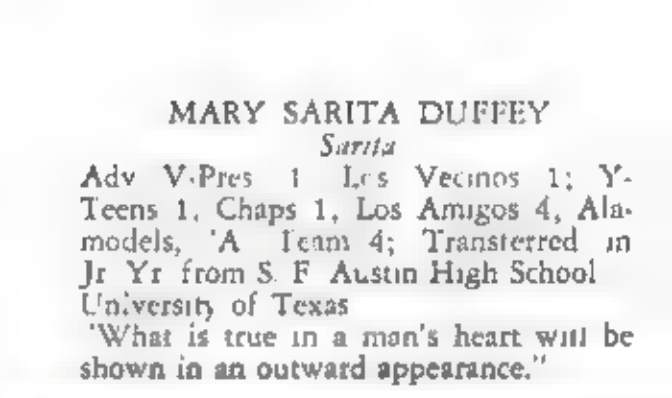 MARY SARITA DUFFEY
Sarita
Adv V-Pres 1 Los Vecinos 1; Y-
Teens 1, Chaps 1, Los Amigos 4, Ala-
models, 'A Team 4; Transferred in
Jr Yr from S. F Austin High School
University of Texas
'What is true in a man's heart will be
shown in an outward appearance."